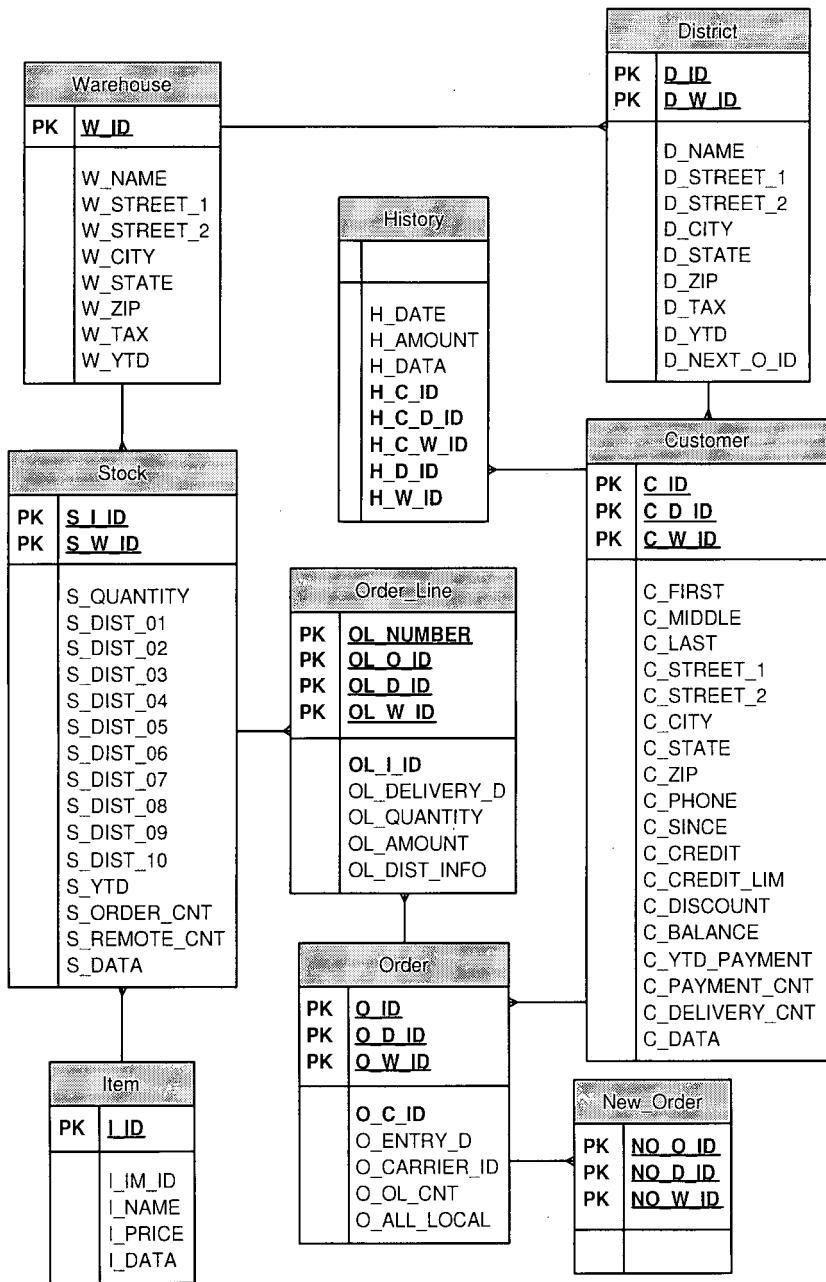 Warehouse
PK W_ID
W_NAME
W_STREET_1
W_STREET_2
W_CITY
W_STATE
W_ZIP
W_TAX
W_YTD
District
PK D_ID
PK D_W_ID
D_NAME
D_STREET_1
D_STREET_2
D_CITY
D_STATE
D_ZIP
D_TAX
D_YTD
D_NEXT_O_ID
History
H_DATE
H_AMOUNT
H_DATA
H_C_ID
H_C_D_ID
H_C_W_ID
H_D_ID
H_W_ID
Customer
PK C_ID
PK C_D_ID
PK C_W_ID
C_FIRST
C_MIDDLE
C_LAST
C_STREET_1
C_STREET_2
C_CITY
C_STATE
C_ZIP
C_PHONE
C_SINCE
C_CREDIT
C_CREDIT_LIM
C_DISCOUNT
C_BALANCE
C_YTD_PAYMENT
C_PAYMENT_CNT
C_DELIVERY_CNT
C_DATA
Stock
PK S_I_ID
PK S_W_ID
S_QUANTITY
S_DIST_01
S_DIST_02
S_DIST_03
S_DIST_04
S_DIST_05
S_DIST_06
S_DIST_07
S_DIST_08
S_DIST_09
S_DIST_10
S_YTD
S_ORDER_CNT
S_REMOTE_CNT
S_DATA
Order_Line
PK OL_NUMBER
PK OL_O_ID
PK OL_D_ID
PK OL_W_ID
OL_I_ID
OL_DELIVERY_D
OL_QUANTITY
OL_AMOUNT
OL_DIST_INFO
Order
PK O_ID
PK O_D_ID
PK O_W_ID
O_C_ID
O_ENTRY_D
O_CARRIER_ID
O_OL_CNT
O_ALL_LOCAL
Item
PK I_ID
I_IM_ID
I_NAME
I_PRICE
I_DATA
New_Order
PK NO_O_ID
PK NO_D_ID
PK NO_W_ID